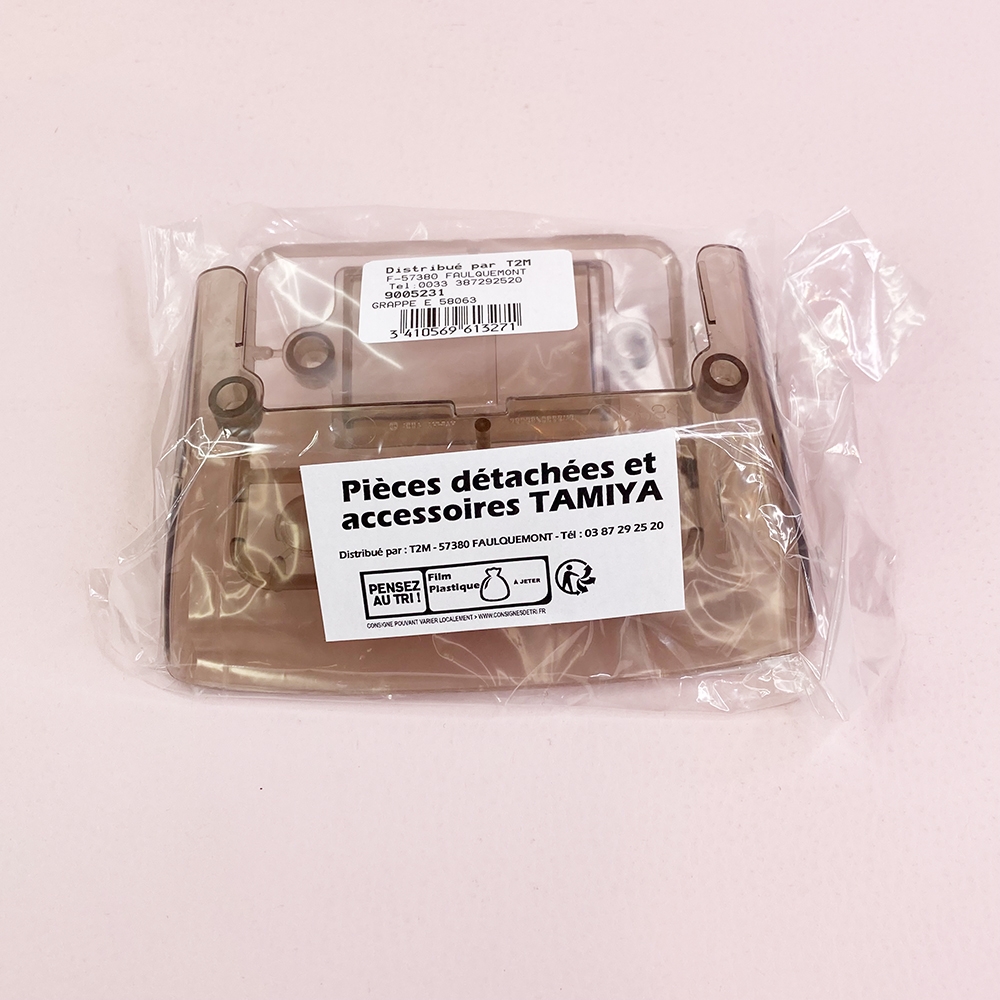 Distribué par T2M
F-57380 FAULQUEMONT
Tel:0033 387292520
9005231
GRAPPE E 58063
3 410569 613271
Pièces détachées et
accessoires TAMIYA
Distribué par : T2M - 57380 FAULQUEMONT - Tél : 03 87 29 25 20
PENSEZ
AU TRI !
Film
Plastique
À JETER
CONSIGNE POUVANT VARIER LOCALEMENT > WWW.CONSIGNESDETRI.FR